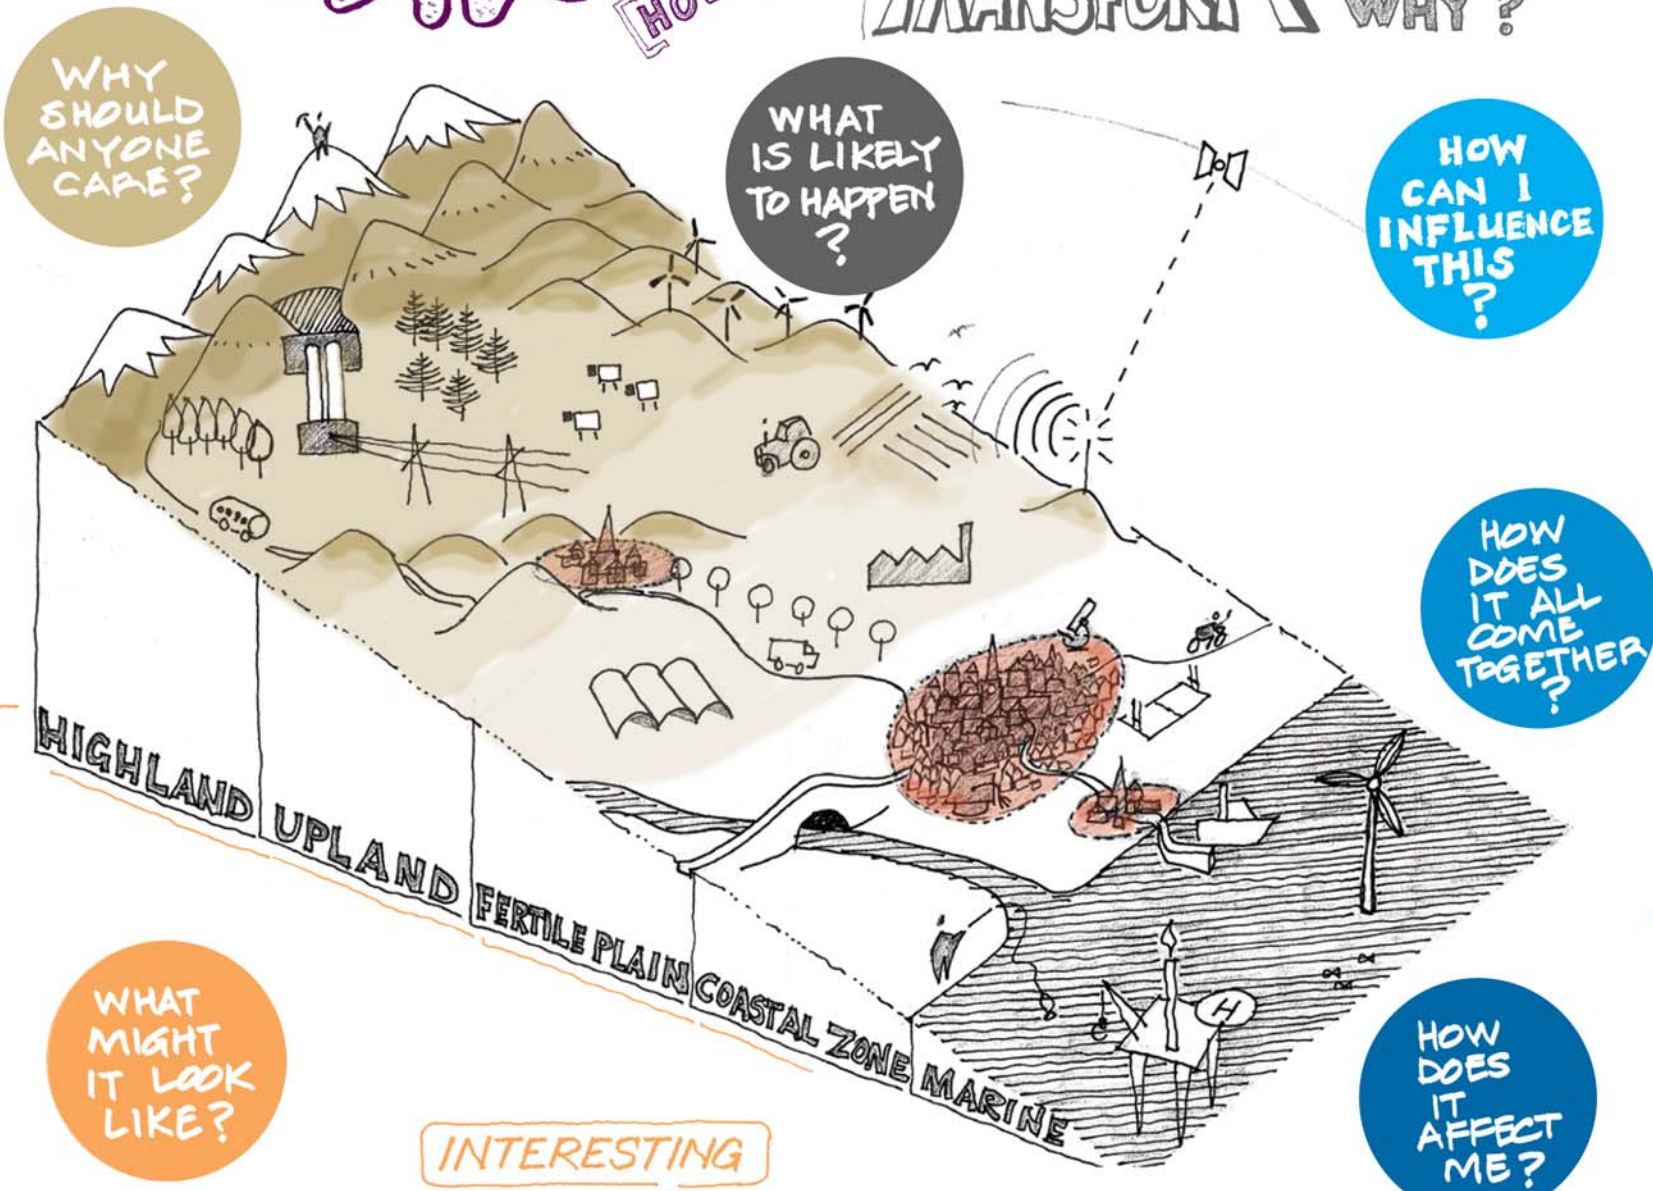 WHY?
WHY
SHOULD
ANYONE
CARE?
WHAT
IS LIKELY
TO HAPPEN
?
HOW
CAN I
INFLUENCE
THIS
?
HOW
DOES
IT ALL
COME
TOGETHER
?
HIGHLAND
UPLAND
FERTILE PLAIN
COASTAL ZONE
MARINE
H
WHAT
MIGHT
IT LOOK
LIKE?
INTERESTING
HOW
DOES
IT
AFFECT
ME?